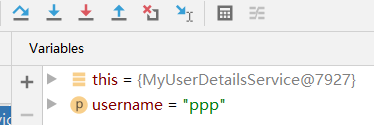 Variables
this = {MyUserDetailsService@7927}
p username = "ppp"